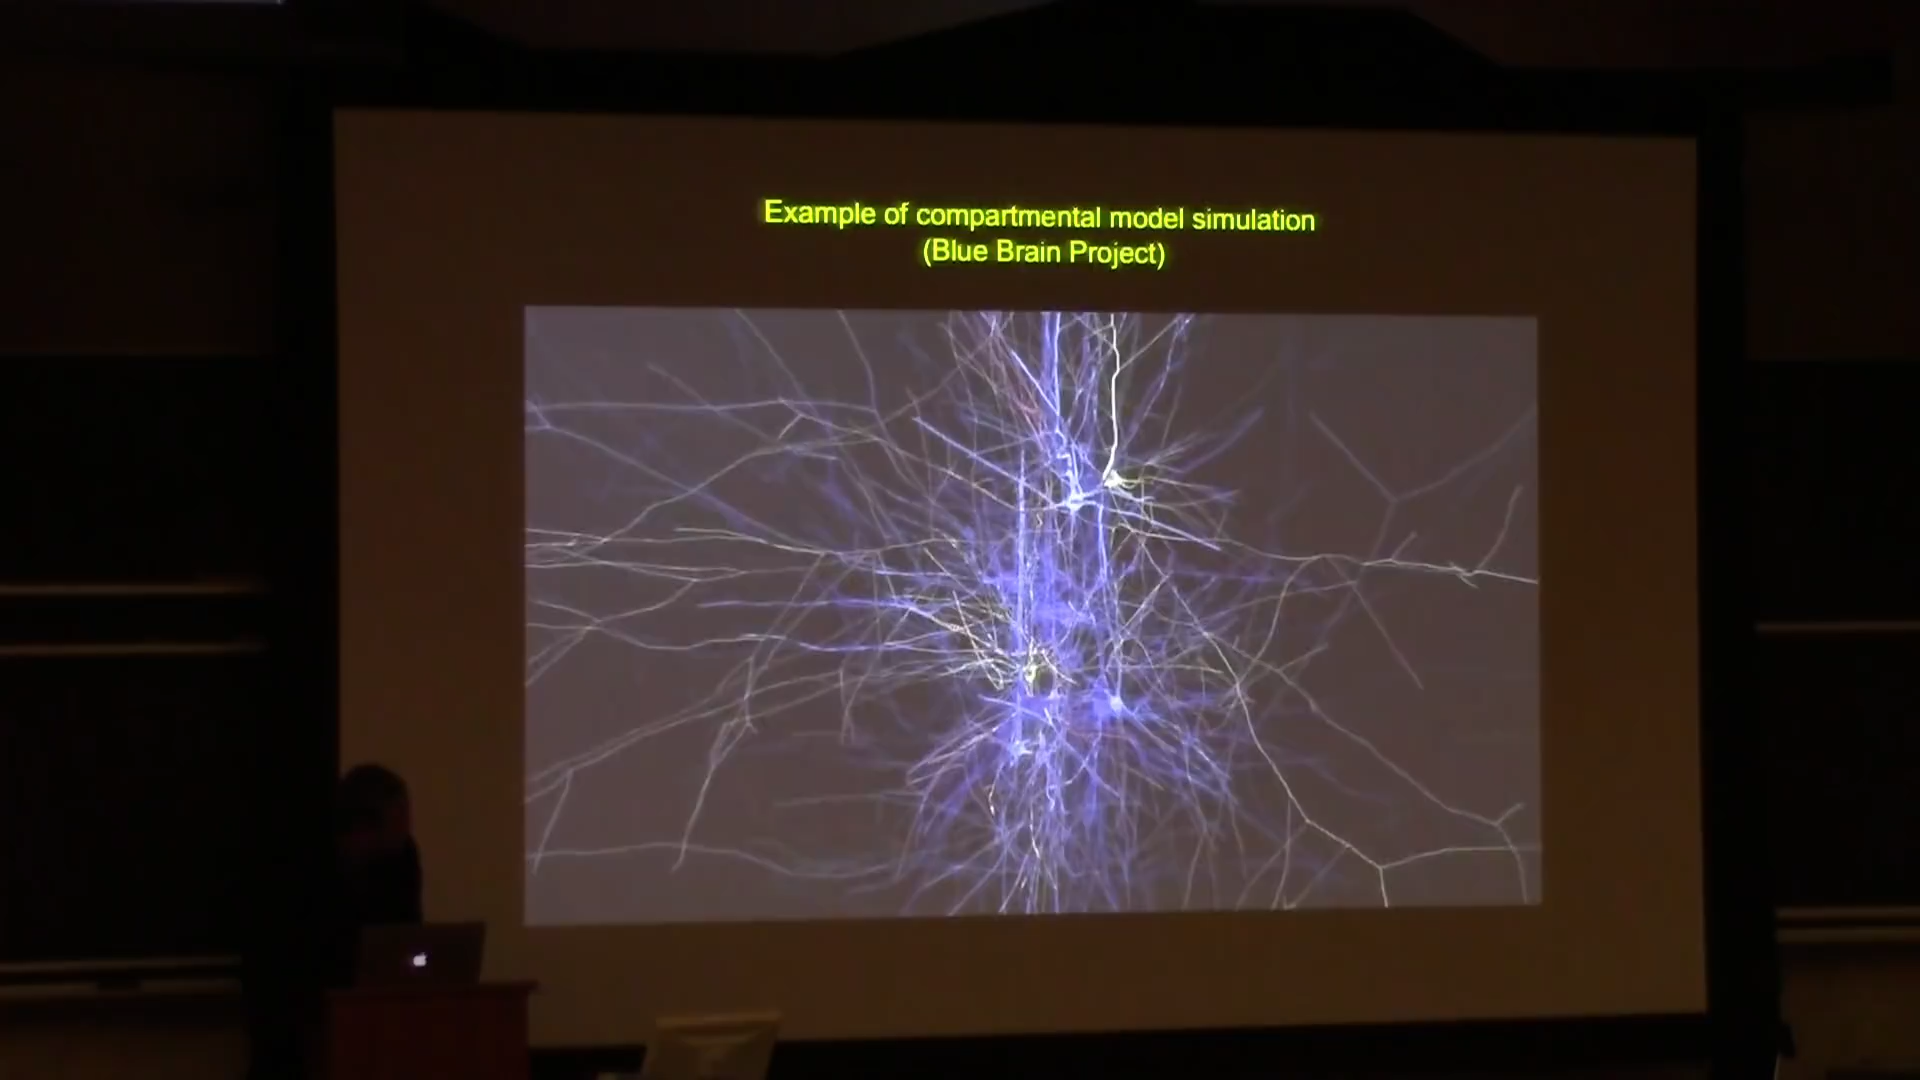 Example of compartmental model simulation
(Blue Brain Project)